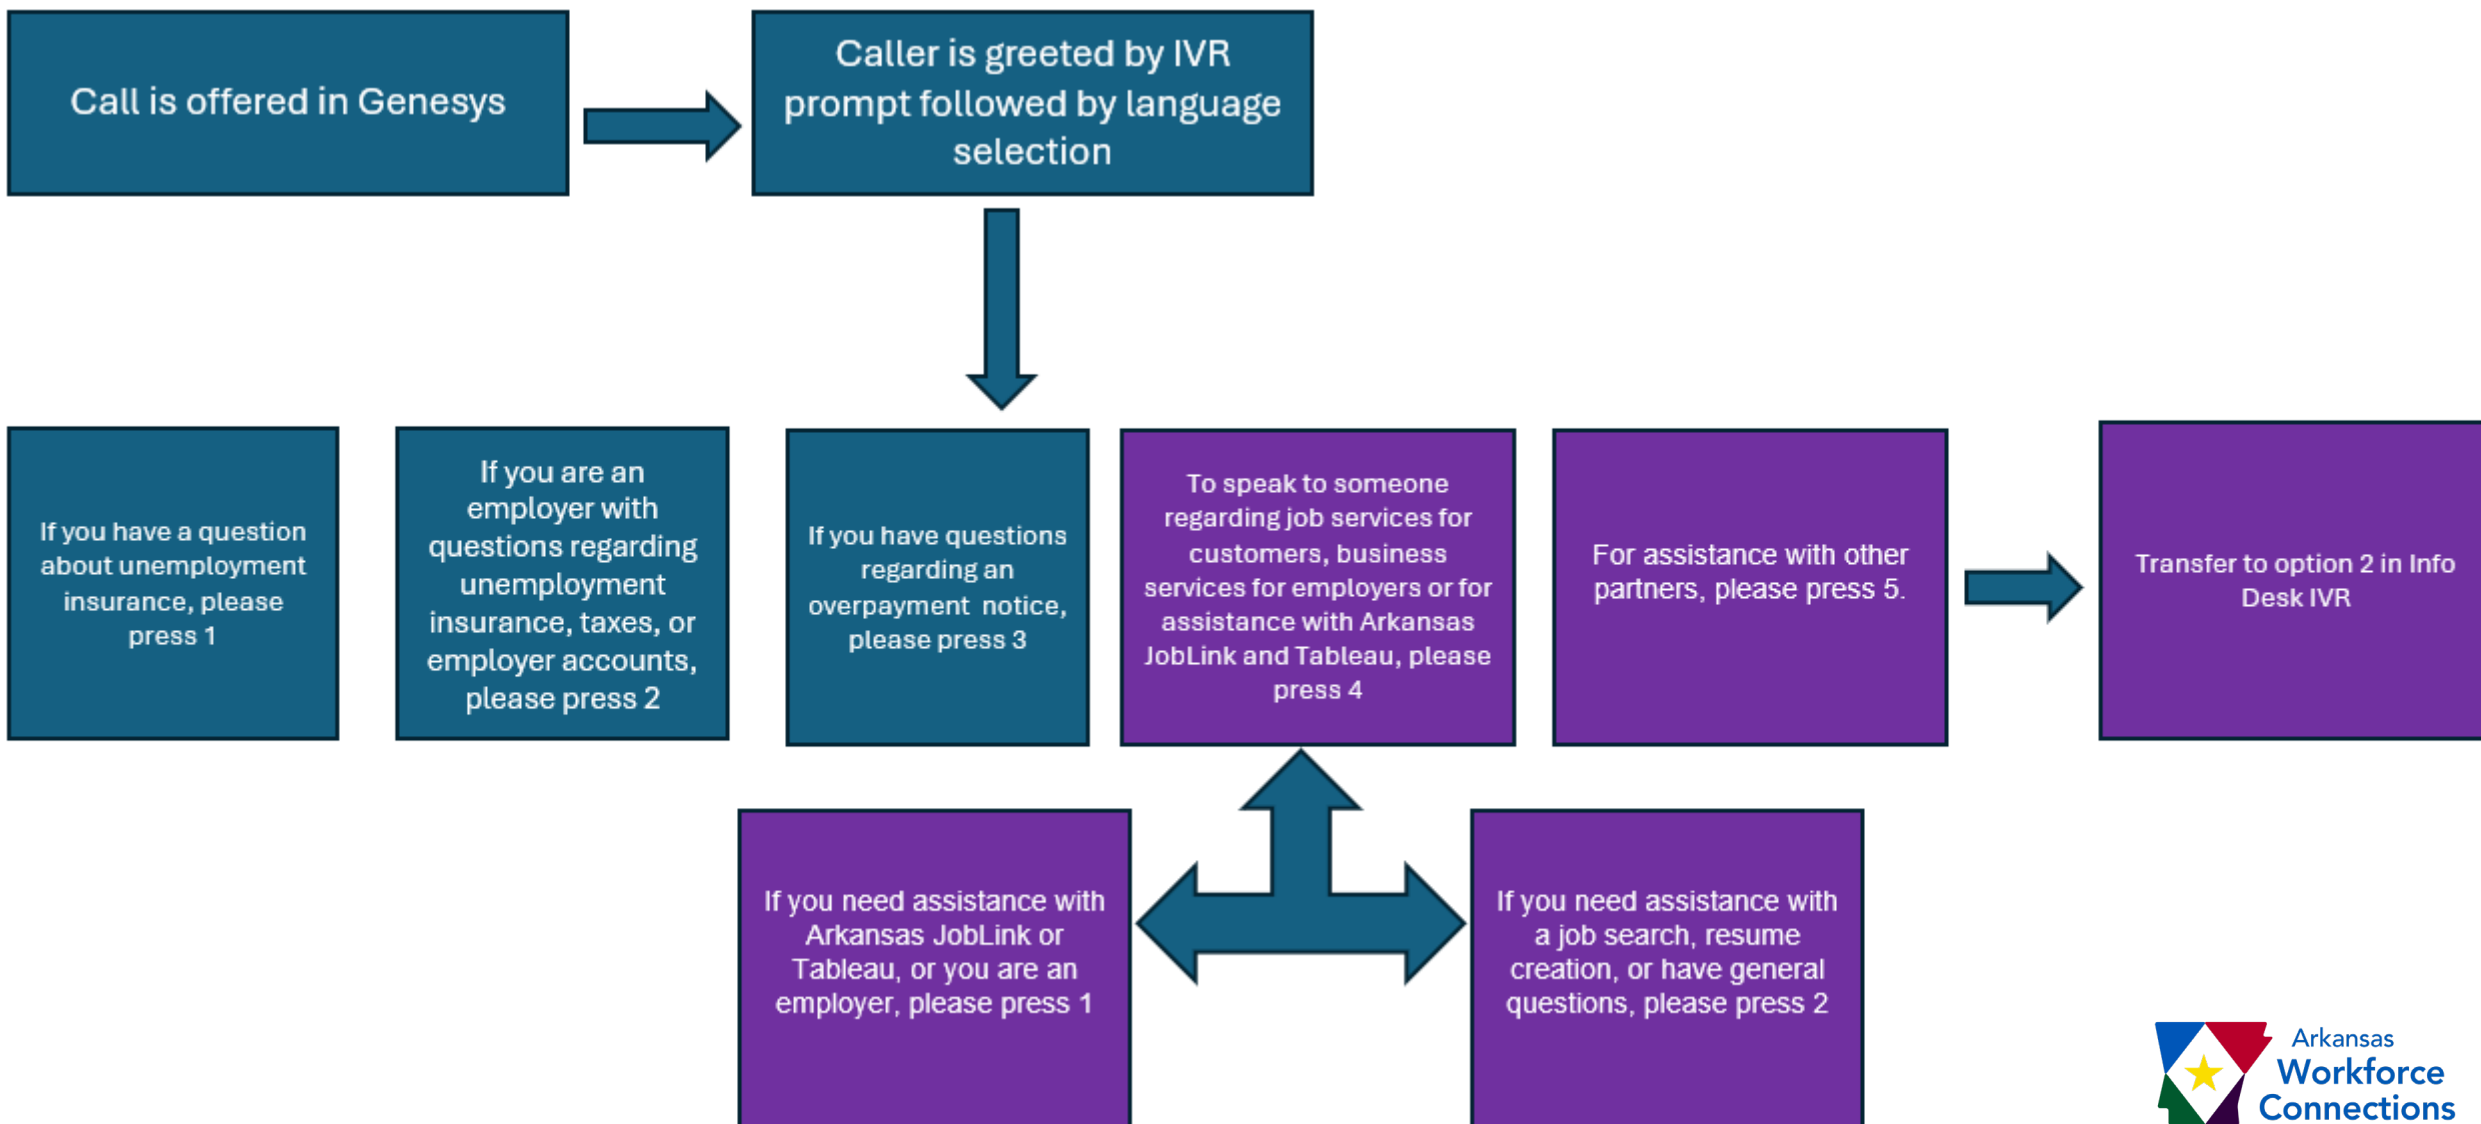 Call is offered in Genesys
Caller is greeted by IVR
prompt followed by language
selection
If you have a question
about unemployment
insurance, please
press 1
If you are an
employer with
questions regarding
unemployment
insurance, taxes, or
employer accounts,
please press 2
If you have questions
regarding an
overpayment notice,
please press 3
To speak to someone
regarding job services for
customers, business
services for employers or for
assistance with Arkansas
JobLink and Tableau, please
press 4
For assistance with other
partners, please press 5.
Transfer to option 2 in Info
Desk IVR
If you need assistance with
Arkansas JobLink or
Tableau, or you are an
employer, please press 1
If you need assistance with
a job search, resume
creation, or have general
questions, please press 2
Arkansas
Workforce
Connections